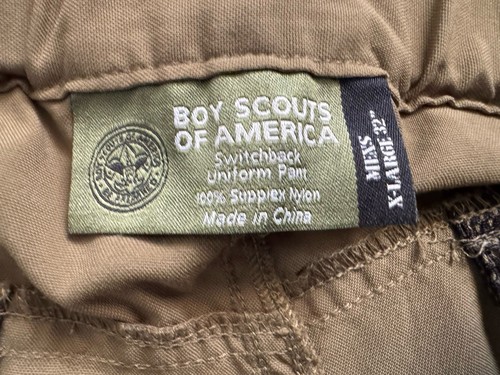 BOY SCOUTS
OF AMERICA
Switchback
Uniform Pant
100% Supplex Nylon
Made in China
MENS
X-LARGE 32"